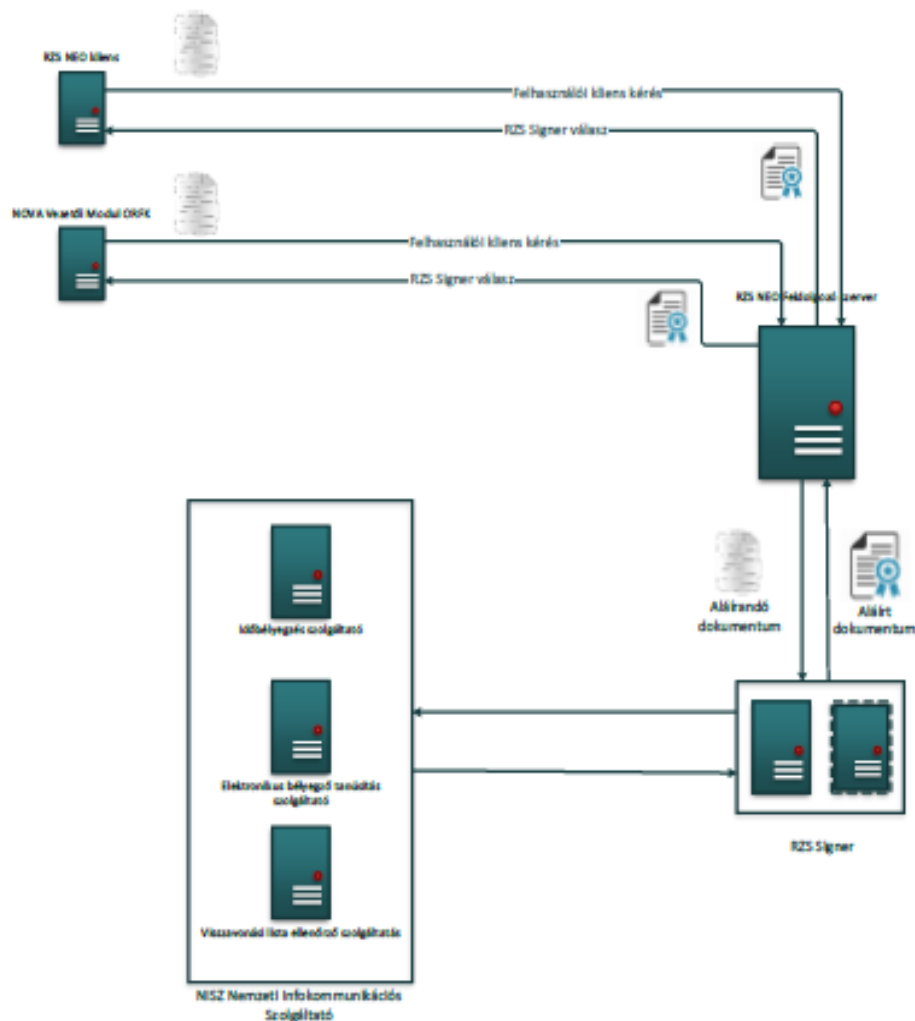 RZS NEO kliens
Felhasználói kliens kérés
RZS Signer válasz
NOVA Vezetői Modul ORFK
Felhasználói kliens kérés
RZS Signer válasz
RZS NEO Feldolgozó szerver
Időbélyegzés szolgáltató
Aláírandó
dokumentum
Aláírt
dokumentum
Elektronikus bélyegző tanúsítás
szolgáltató
RZS Signer
Visszavonási lista ellenőrző szolgáltatás
NISZ Nemzeti Infokommunikációs
Szolgáltató